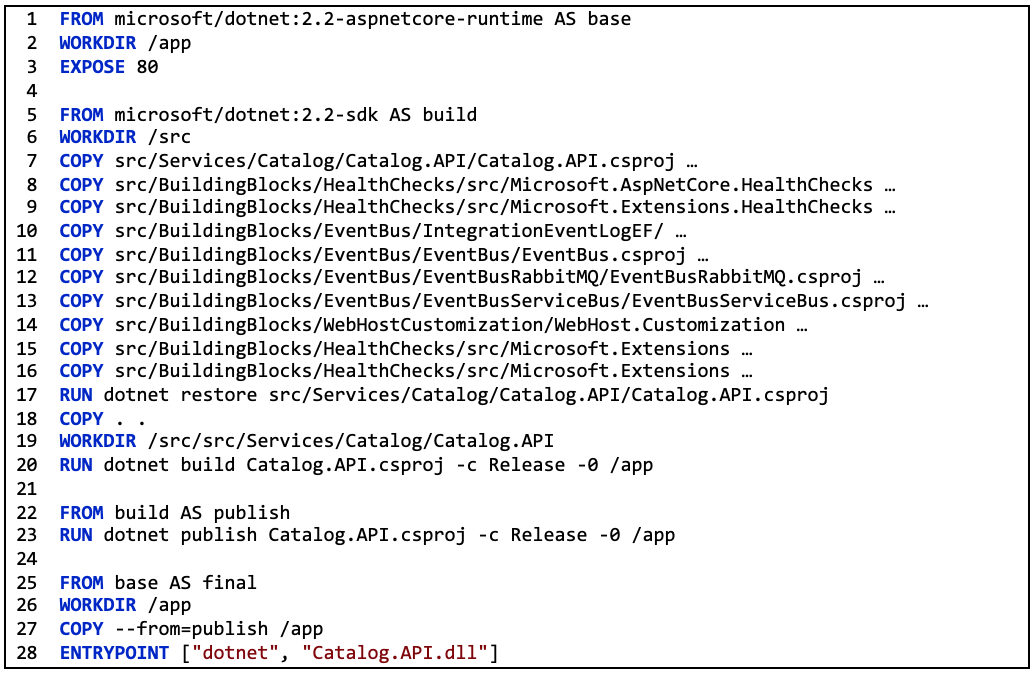 1 FROM microsoft/dotnet:2.2-aspnetcore-runtime AS base
2 WORKDIR /app
3 EXPOSE 80
4
5 FROM microsoft/dotnet:2.2-sdk AS build
6 WORKDIR /src
7 COPY src/Services/Catalog/Catalog.API/Catalog.API.csproj …
8 COPY src/BuildingBlocks/HealthChecks/src/Microsoft.AspNetCore.HealthChecks …
9 COPY src/BuildingBlocks/HealthChecks/src/Microsoft.Extensions.HealthChecks …
10 COPY src/BuildingBlocks/EventBus/IntegrationEventLogEF/ …
11 COPY src/BuildingBlocks/EventBus/EventBus/EventBus.csproj …
12 COPY src/BuildingBlocks/EventBus/EventBusRabbitMQ/EventBusRabbitMQ.csproj …
13 COPY src/BuildingBlocks/EventBus/EventBusServiceBus/EventBusServiceBus.csproj …
14 COPY src/BuildingBlocks/WebHostCustomization/WebHost.Customization …
15 COPY src/BuildingBlocks/HealthChecks/src/Microsoft.Extensions …
16 COPY src/BuildingBlocks/HealthChecks/src/Microsoft.Extensions …
17 RUN dotnet restore src/Services/Catalog/Catalog.API/Catalog.API.csproj
18 COPY . .
19 WORKDIR /src/src/Services/Catalog/Catalog.API
20 RUN dotnet build Catalog.API.csproj -c Release -0 /app
21
22 FROM build AS publish
23 RUN dotnet publish Catalog.API.csproj -c Release -0 /app
24
25 FROM base AS final
26 WORKDIR /app
27 COPY --from=publish /app
28 ENTRYPOINT ["dotnet", "Catalog.API.dll"]